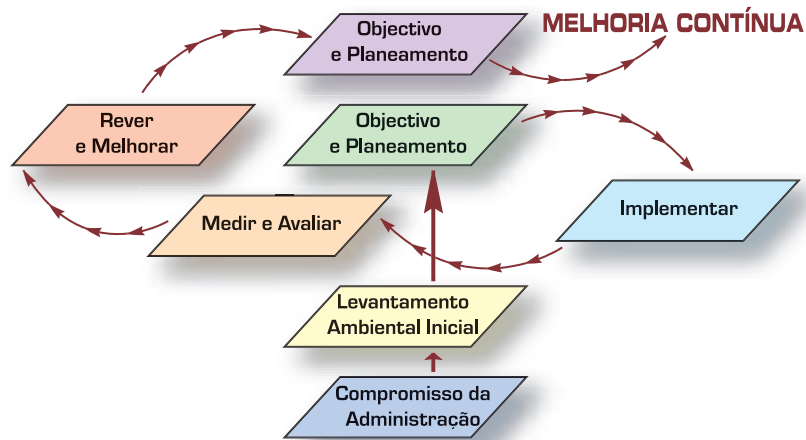 Objectivo
e Planeamento
MELHORIA CONTÍNUA
Rever
e Melhorar
Objectivo
e Planeamento
Medir e Avaliar
Implementar
Levantamento
Ambiental Inicial
Compromisso da
Administração